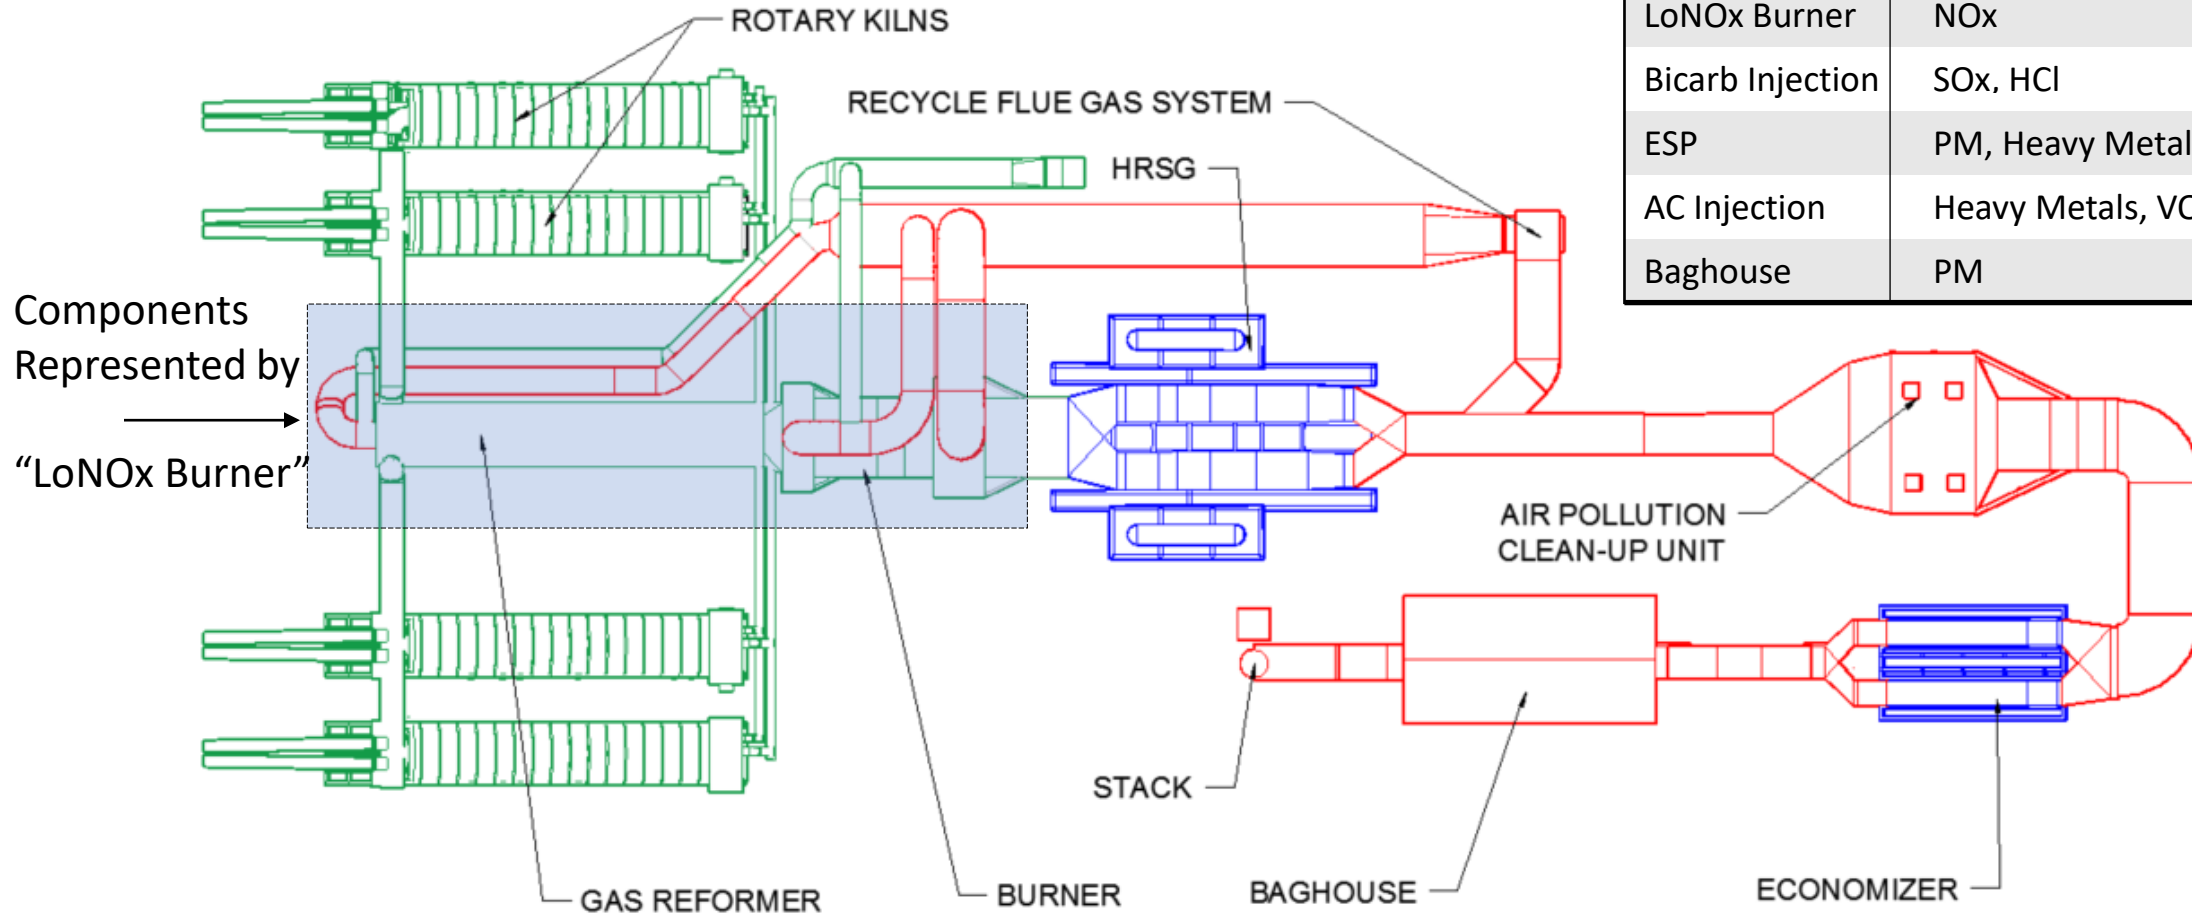 ROTARY KILNS
LoNOx Burner NOx
Bicarb Injection SOx, HCl
ESP PM, Heavy Metal
AC Injection Heavy Metals,
Baghouse PM
RECYCLE FLUE GAS SYSTEM
HRSG
Components
Represented by
“LoNOx Burner”
AIR POLLUTION
CLEAN-UP UNIT
STACK
GAS REFORMER
BURNER
BAGHOUSE
ECONOMIZER